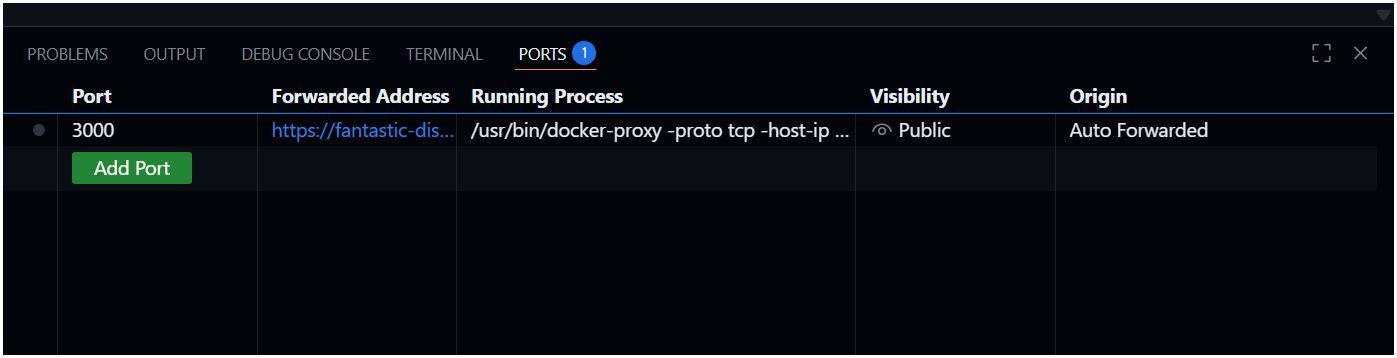 PROBLEMS OUTPUT DEBUG CONSOLE TERMINAL PORTS 1
Port Forwarded Address Running Process Visibility Origin
3000 https://fantastic-dis... /usr/bin/docker-proxy -proto tcp -host-ip ... Public Auto Forwarded
Add Port